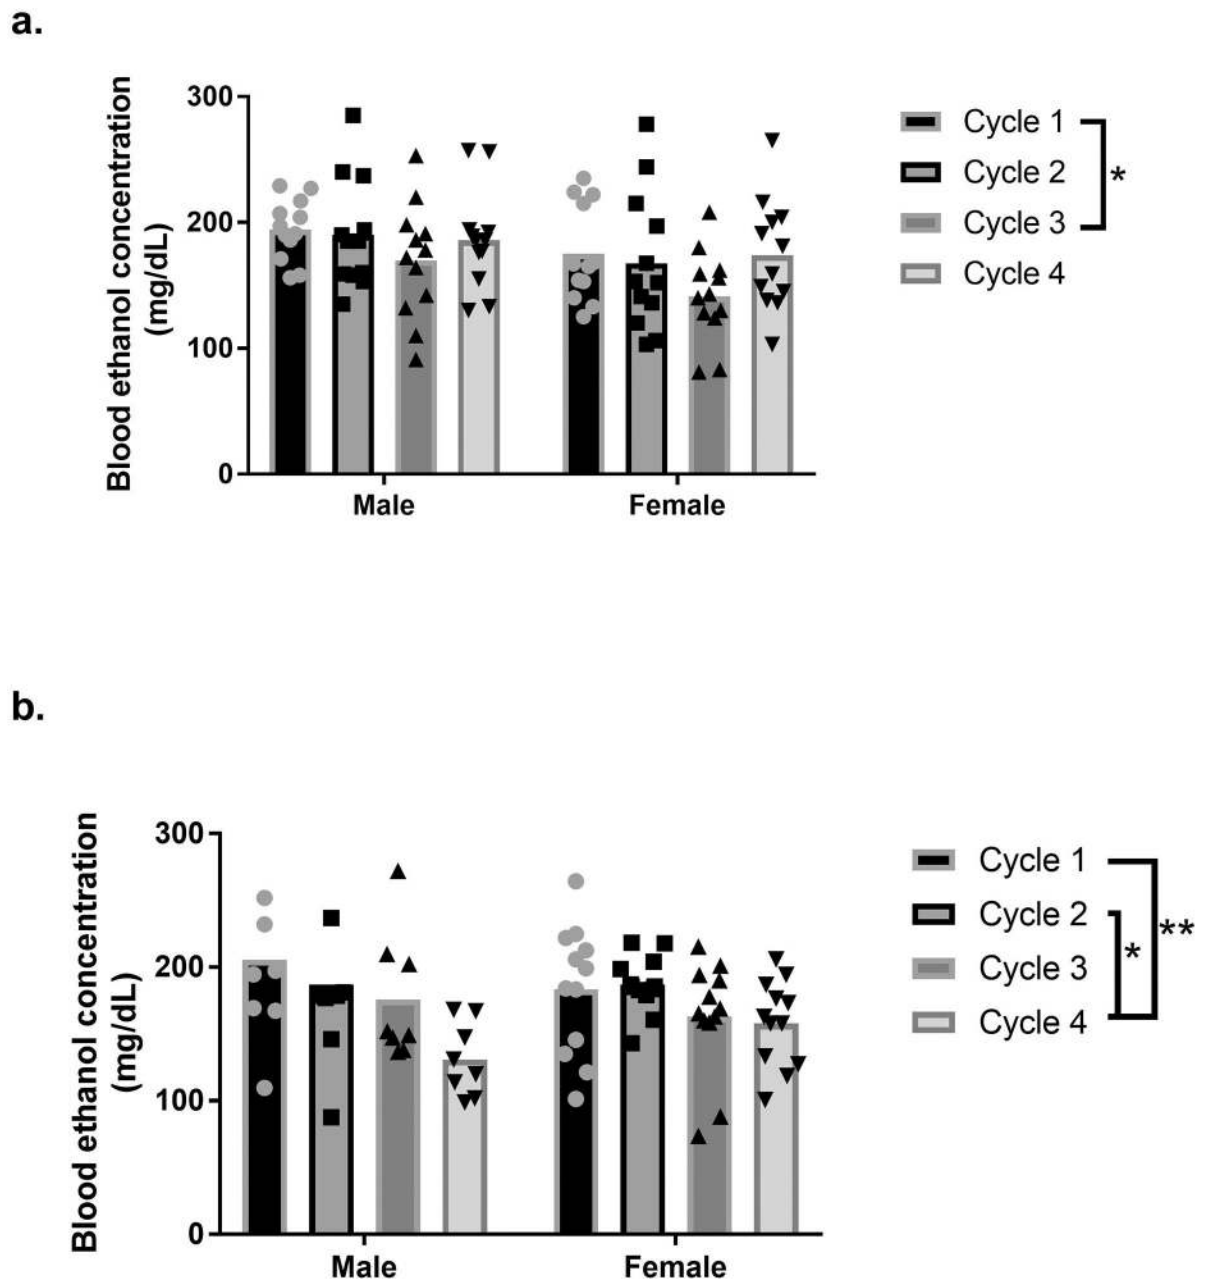 a.
Blood ethanol concentration
(mg/dL)
300
200
100
0
Male
Female
Cycle 1
Cycle 2
Cycle 3
Cycle 4
*
b.
Blood ethanol concentration
(mg/dL)
300
200
100
0
Male
Female
Cycle 1
Cycle 2
Cycle 3
Cycle 4
*
**